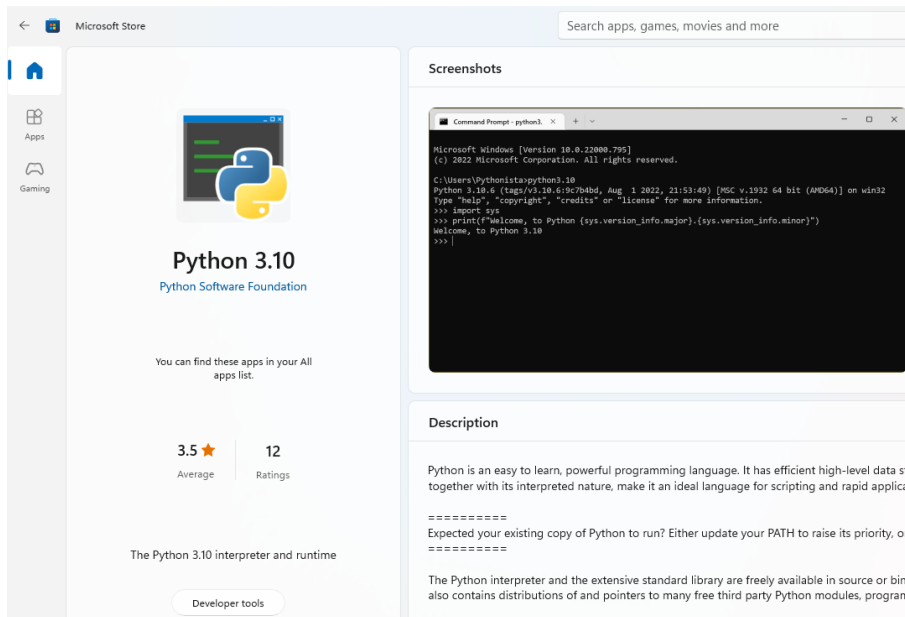 Microsoft Store
Search apps, games, movies and more
Apps
Gaming
Python 3.10
Python Software Foundation
You can find these apps in your All
apps list.
3.5
12
Average
Ratings
The Python 3.10 interpreter and runtime
Developer tools
Screenshots
Command Prompt - python3.
Microsoft Windows [Version 10.0.22000.795]
(c) 2022 Microsoft Corporation. All rights reserved.
C:\Users\Pythonista>python3.10
Python 3.10.6 (tags/v3.10.6:9c7b4bd, Aug  1 2022, 21:53:49) [MSC v.1932 64 bit (AMD64)] on win32
Type "help", "copyright", "credits" or "license" for more information.
>>> import sys
>>> print(f"Welcome, to Python {sys.version_info.major}.{sys.version_info.minor}")
Welcome, to Python 3.10
>>>
Description
Python is an easy to learn, powerful programming language. It has efficient high-level data
together with its interpreted nature, make it an ideal language for scripting and rapid
==========
Expected your existing copy of Python to run? Either update your PATH to raise its priority,
==========
The Python interpreter and the extensive standard library are freely available in source or
also contains distributions of and pointers to many free third party Python modules,